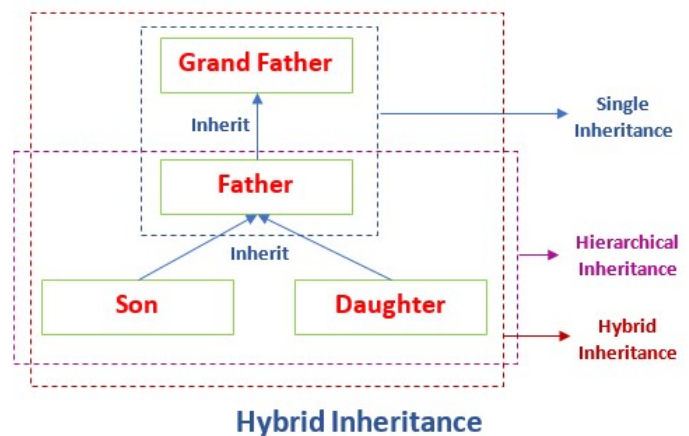 Grand Father
Inherit
Single
Inheritance
Father
Inherit
Hierarchical
Inheritance
Son
Daughter
Hybrid
Inheritance
Hybrid Inheritance